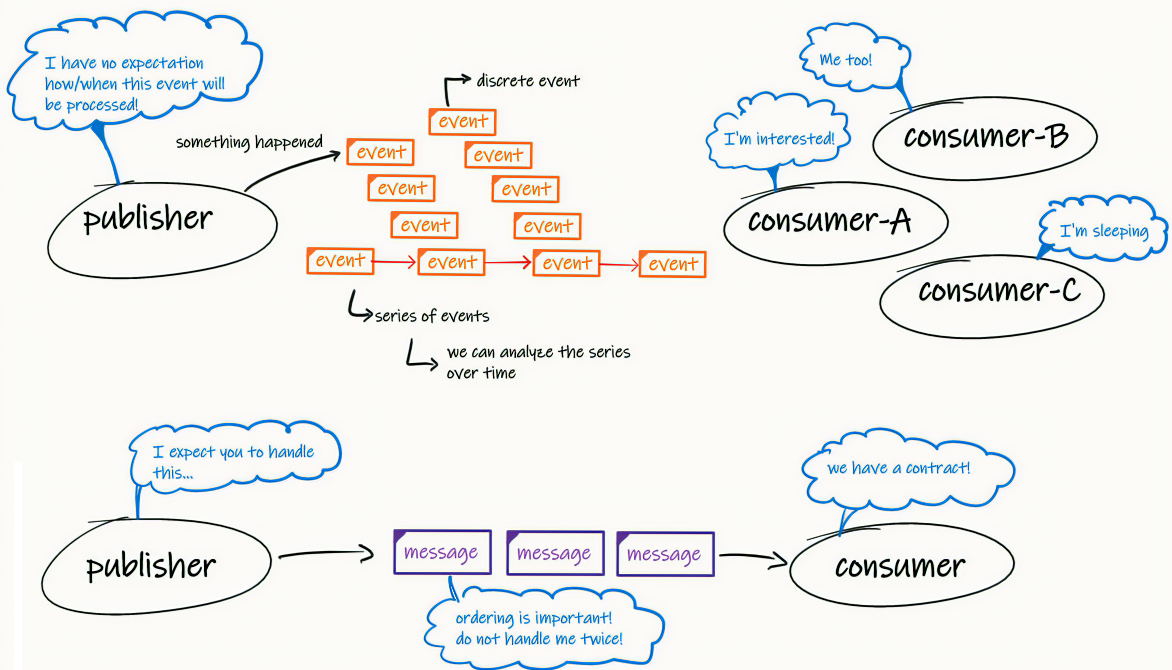 I have no expectation
how/when this event will
be processed!
publisher
something happened
discrete event
event
event
event
event
event
event
event
event
event
event
event
series of events
we can analyze the series
over time
Me too!
consumer-B
I'm interested!
consumer-A
I'm sleeping
consumer-C
I expect you to handle
this...
publisher
message
message
message
ordering is important!
do not handle me twice!
we have a contract!
consumer